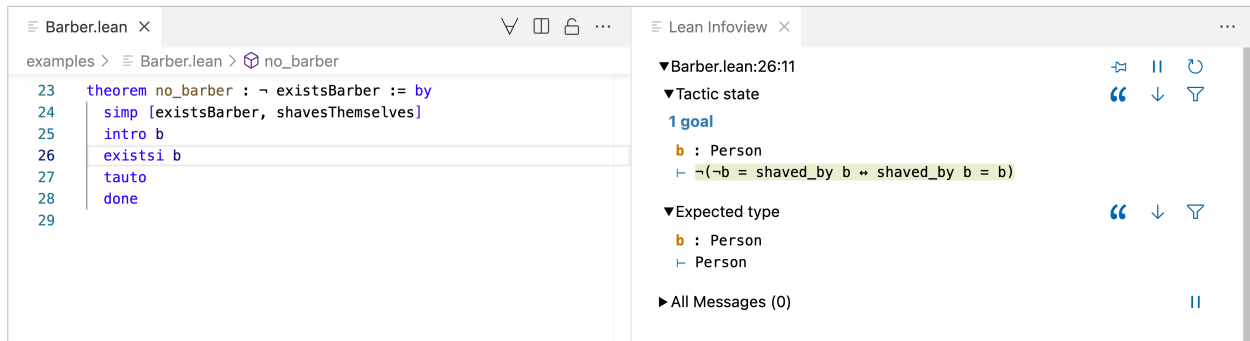 Barber.lean
examples > Barber.lean > no_barber
23 theorem no_barber : ¬ existsBarber := by
24 simp [existsBarber, shavesThemselves]
25 intro b
26 existsi b
27 tauto
28 done
29
Lean Infoview
▼Barber.lean:26:11
▼Tactic state
1 goal
b : Person
⊢ ¬(¬b = shaved_by b ↔ shaved_by b = b)
▼Expected type
b : Person
⊢ Person
▶All Messages (0)